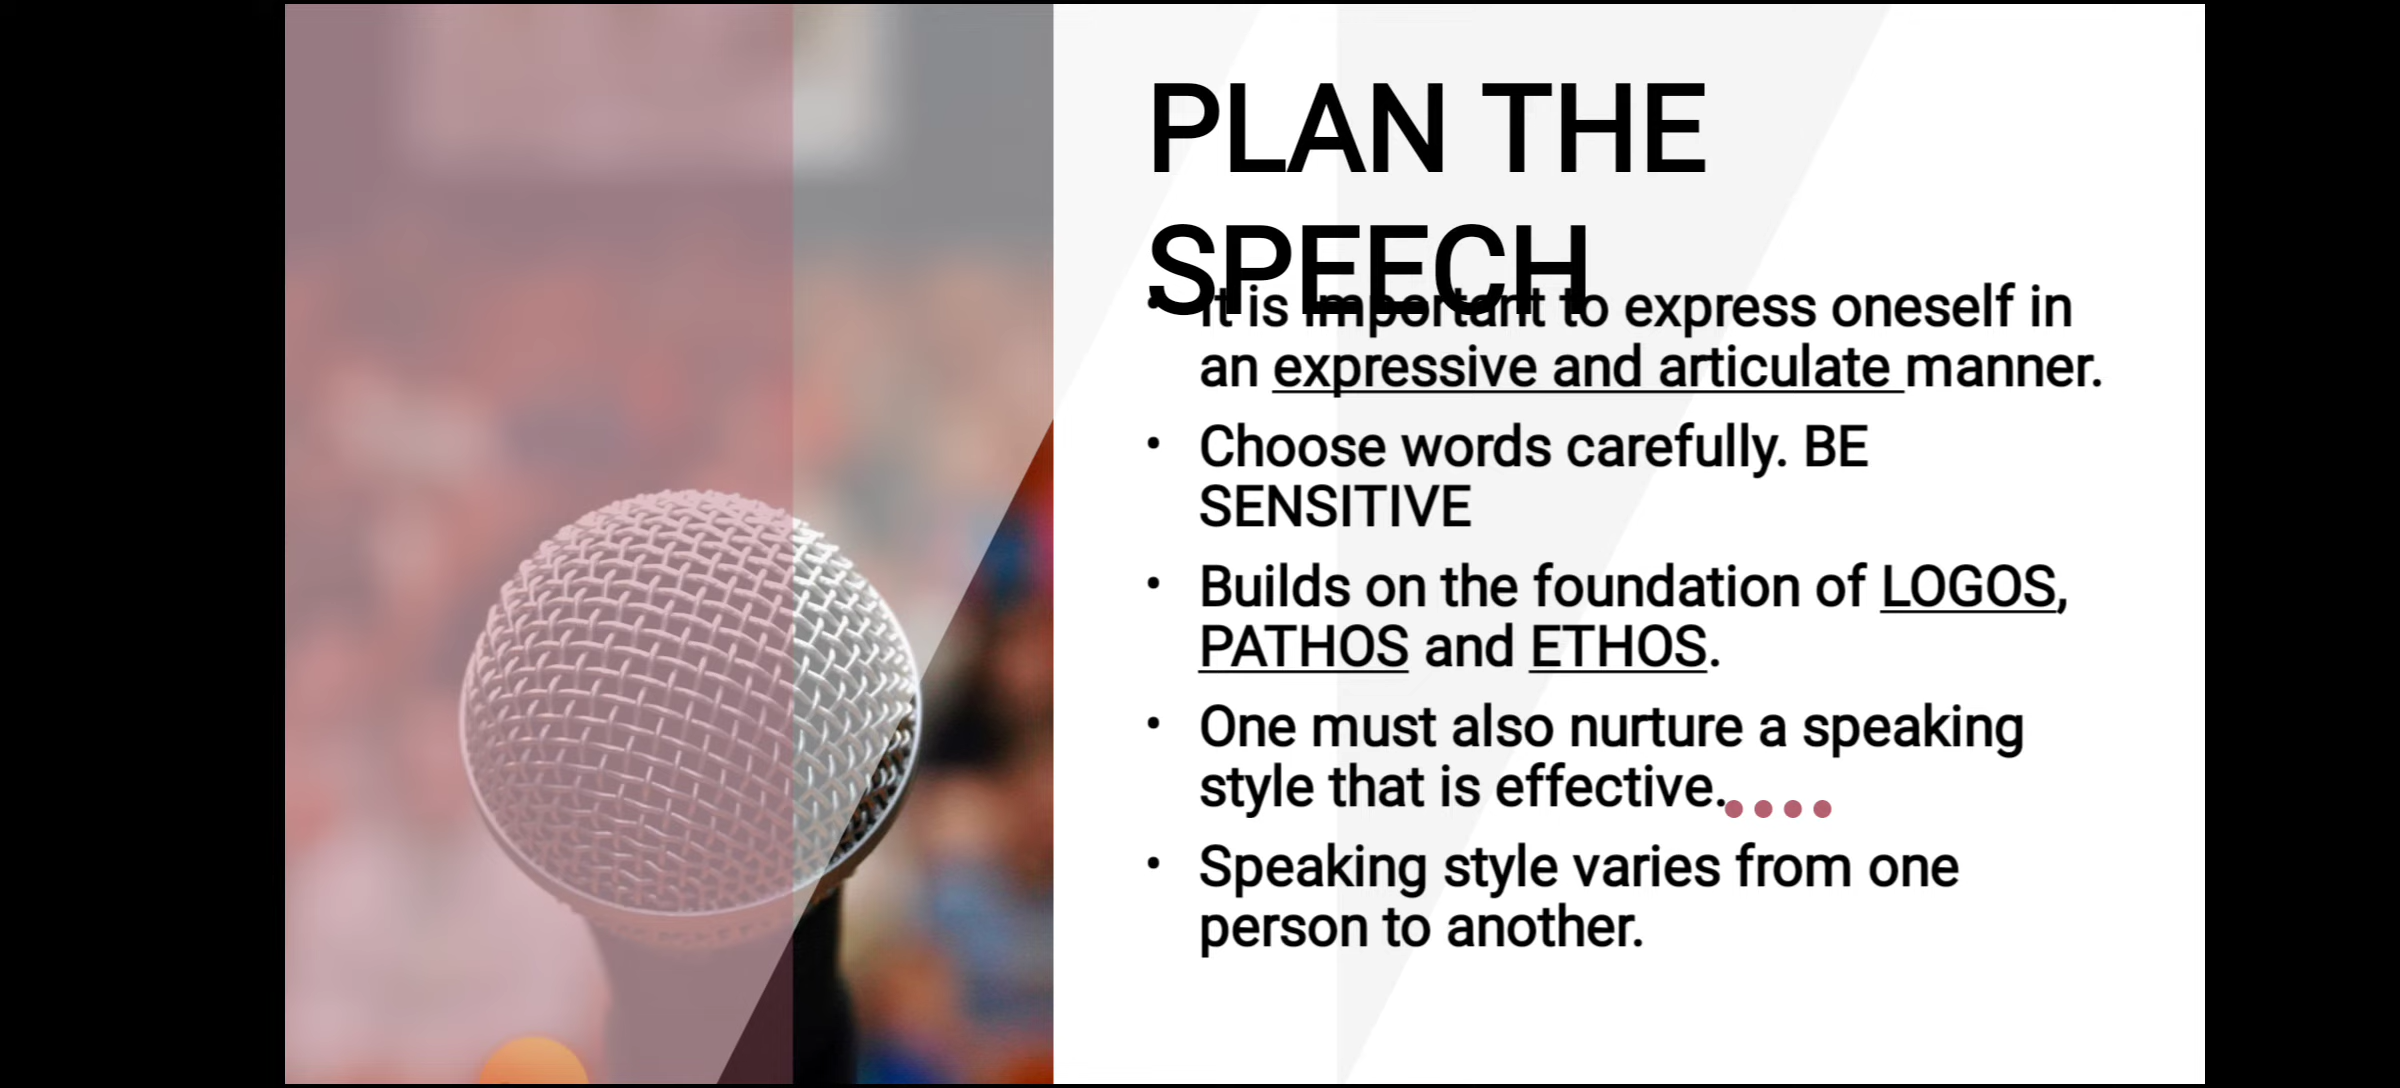 PLAN THE
SPEECH
• It is important to express oneself in
an expressive and articulate manner.
• Choose words carefully. BE
SENSITIVE
• Builds on the foundation of LOGOS,
PATHOS and ETHOS.
• One must also nurture a speaking
style that is effective.
• Speaking style varies from one
person to another.